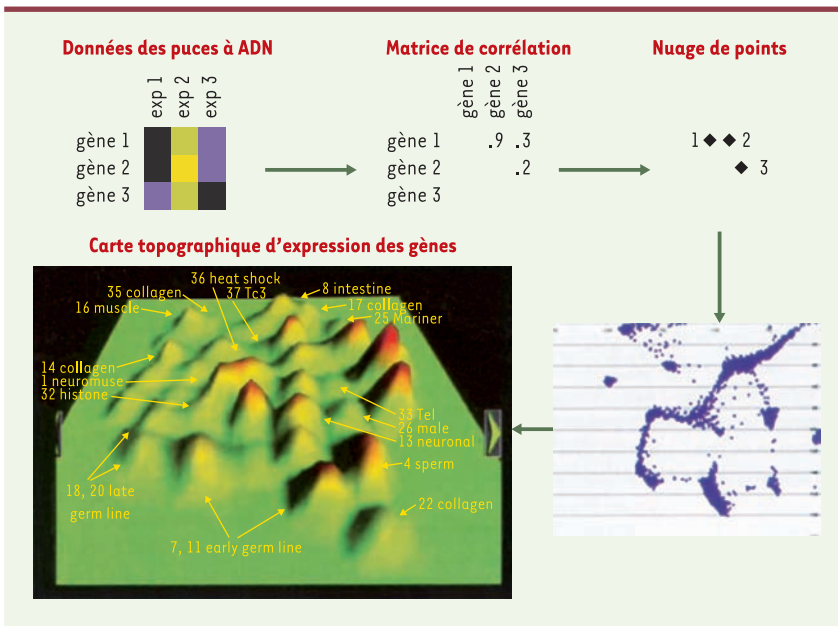 Données des puces à ADN
exp 1
exp 2
exp 3
gène 1
gène 2
gène 3
Matrice de corrélation
gène 1
gène 2
gène 3
gène 1 .9 .3
gène 2 .2
gène 3
Nuage de points
1 2
3
Carte topographique d'expression des gènes
36 heat shock
8 intestine
35 collagen
37 Tc3
17 collagen
16 muscle
25 Mariner
14 collagen
1 neuromuse
32 histone
33 Tel
26 male
13 neuronal
4 sperm
18, 20 late
germ line
22 collagen
7, 11 early germ line